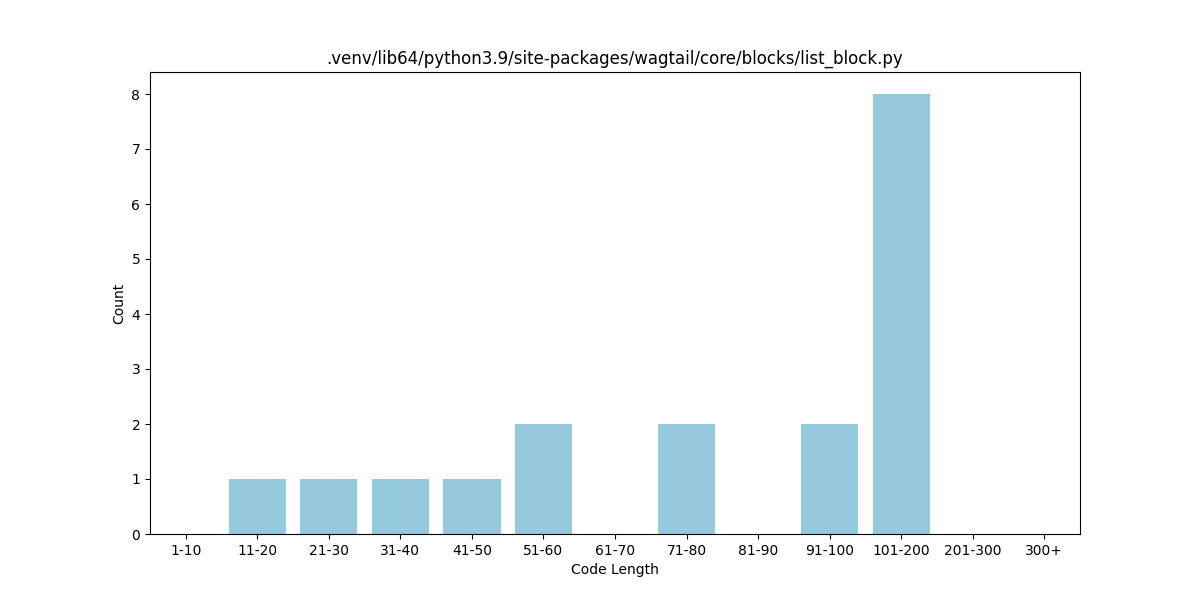 .venv/lib64/python3.9/site-packages/wagtail/core/blocks/list_block.py
8
7
6
5
4
3
2
1
0
Count
1-10 11-20 21-30 31-40 41-50 51-60 61-70 71-80 81-90 91-100 101-200 201-300 300+
Code Length